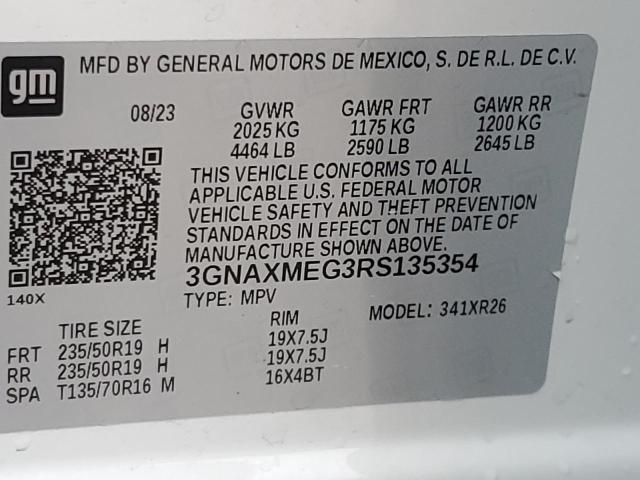 gm
MFD BY GENERAL MOTORS DE MEXICO, S. DE R.L. DE C.V.
08/23 GVWR GAWR FRT GAWR RR
2025 KG 1175 KG 1200 KG
4464 LB 2590 LB 2645 LB
THIS VEHICLE CONFORMS TO ALL
APPLICABLE U.S. FEDERAL MOTOR
VEHICLE SAFETY AND THEFT PREVENTION
STANDARDS IN EFFECT ON THE DATE OF
MANUFACTURE SHOWN ABOVE.
3GNAXMEG3RS135354
140X
TYPE: MPV MODEL: 341XR26
TIRE SIZE RIM
FRT 235/50R19 H 19X7.5J
RR 235/50R19 H 19X7.5J
SPA T135/70R16 M 16X4BT